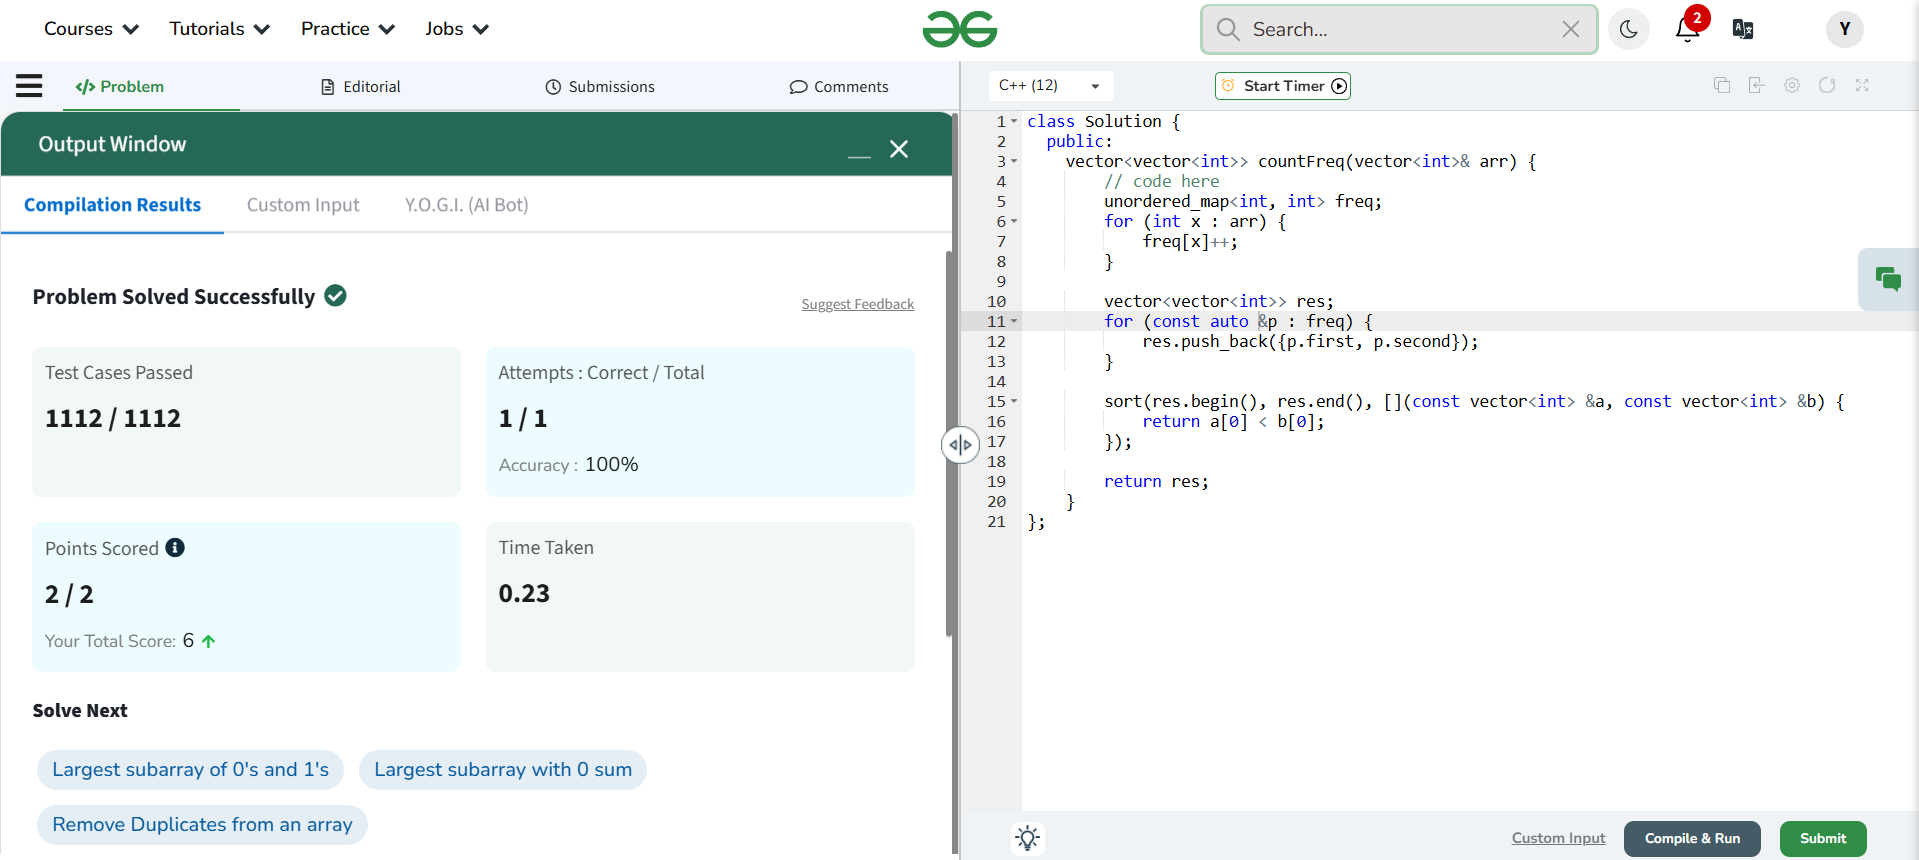 Courses Tutorials Practice Jobs Search... 2 Y
Problem Editorial Submissions Comments
Output Window
Compilation Results Custom Input Y.O.G.I. (AI Bot)
Problem Solved Successfully
Suggest Feedback
Test Cases Passed
1112 / 1112
Attempts : Correct / Total
1 / 1
Accuracy : 100%
Points Scored
2 / 2
Your Total Score: 6
Time Taken
0.23
Solve Next
Largest subarray of 0's and 1's Largest subarray with 0 sum
Remove Duplicates from an array
C++ (12) Start Timer
1 class Solution {
2   public:
3     vector<vector<int>> countFreq(vector<int>& arr) {
4         // code here
5         unordered_map<int, int> freq;
6         for (int x : arr) {
7             freq[x]++;
8         }
9
10         vector<vector<int>> res;
11         for (const auto &p : freq) {
12             res.push_back({p.first, p.second});
13         }
14
15         sort(res.begin(), res.end(), [](const vector<int> &a, const vector<int> &b) {
16             return a[0] < b[0];
17         });
18
19         return res;
20     }
21 };
Custom Input Compile & Run Submit